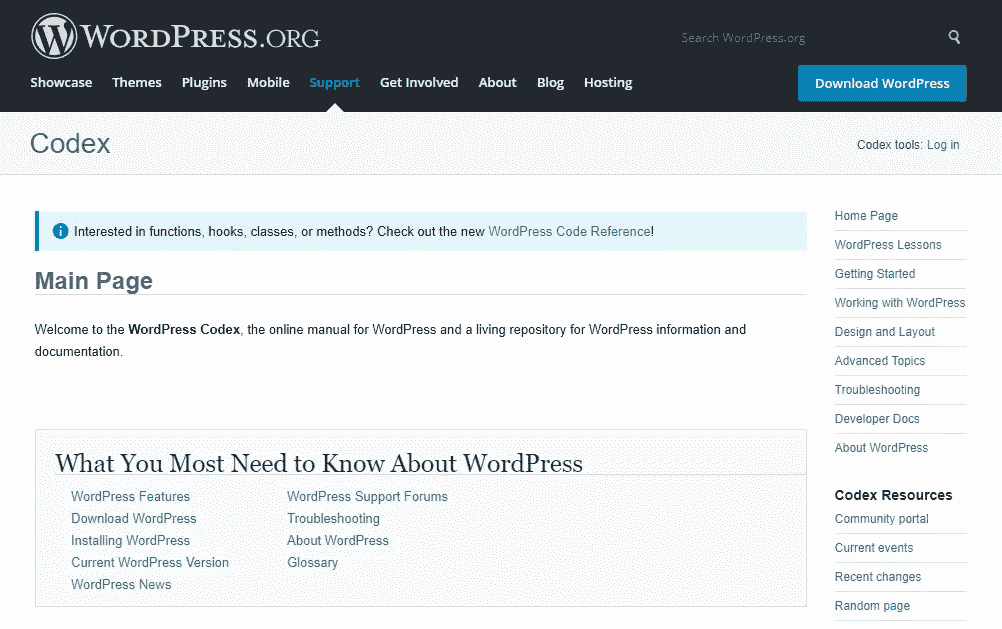 WORDPRESS.ORG
Search WordPress.org
Showcase Themes Plugins Mobile Support Get Involved About Blog Hosting
Download WordPress
Codex
Codex tools: Log in
Interested in functions, hooks, classes, or methods? Check out the new WordPress Code Reference!
Main Page
Welcome to the WordPress Codex, the online manual for WordPress and a living repository for WordPress information and
documentation.
What You Most Need to Know About WordPress
WordPress Features
Download WordPress
Installing WordPress
Current WordPress Version
WordPress News
WordPress Support Forums
Troubleshooting
About WordPress
Glossary
Home Page
WordPress Lessons
Getting Started
Working with WordPress
Design and Layout
Advanced Topics
Troubleshooting
Developer Docs
About WordPress
Codex Resources
Community portal
Current events
Recent changes
Random page